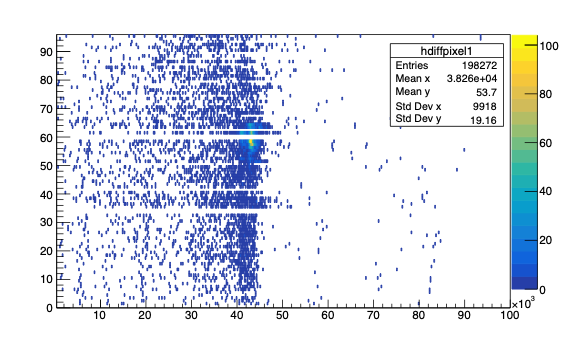 hdiffpixel1
Entries 198272
Mean x 3.826e+04
Mean y 53.7
Std Dev x 9918
Std Dev y 19.16
90
80
70
60
50
40
30
20
10
0
10 20 30 40 50 60 70 80 90 100
×10³
100
80
60
40
20
0